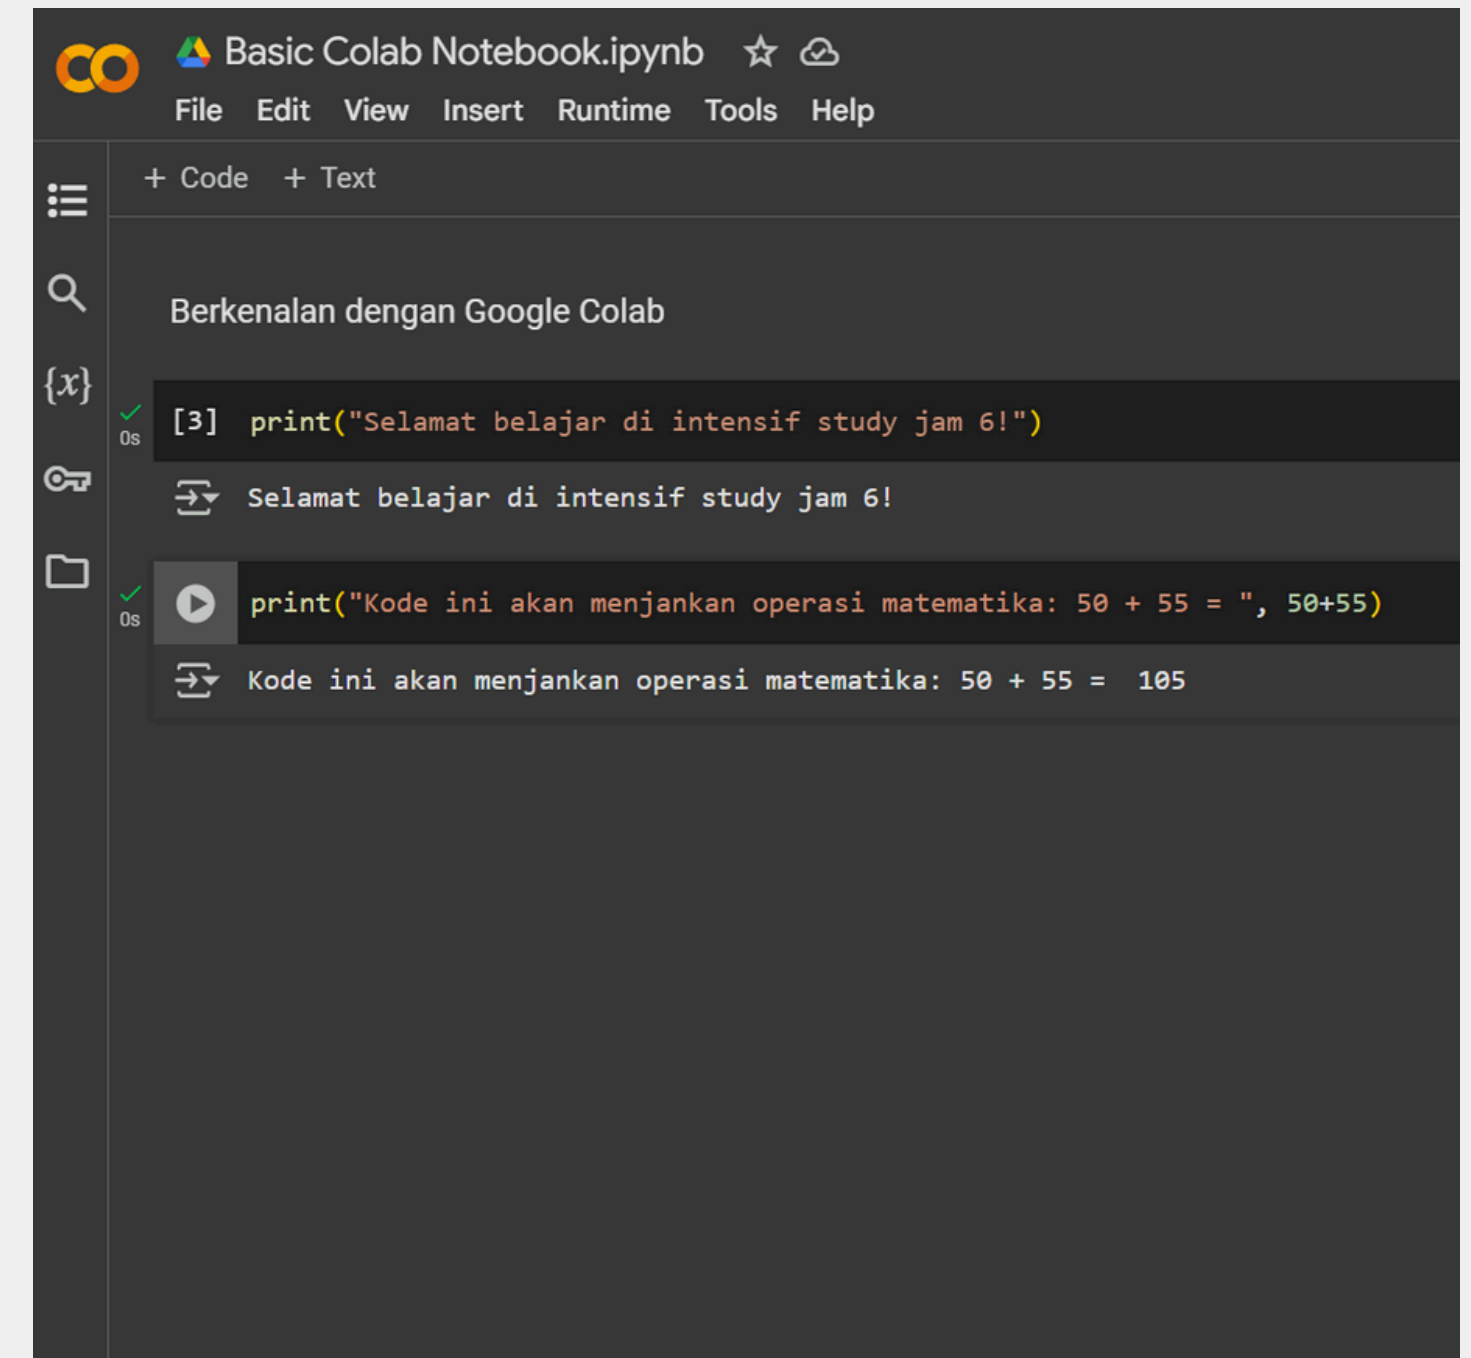 Basic Colab Notebook.ipynb
File Edit View Insert Runtime Tools Help
+ Code + Text
Berkenalan dengan Google Colab
{x}
[3] print("Selamat belajar di intensif study jam 6!")
0s
Selamat belajar di intensif study jam 6!
print("Kode ini akan menjankan operasi matematika: 50 + 55 = ", 50+55)
0s
Kode ini akan menjankan operasi matematika: 50 + 55 =  105